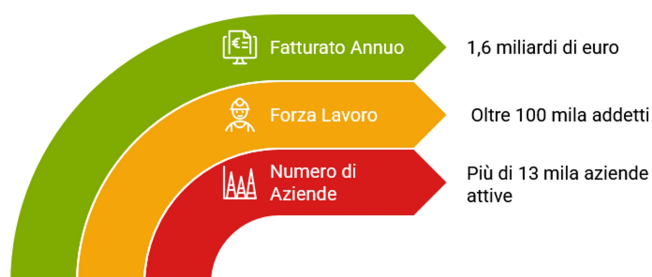 Fatturato Annuo
1,6 miliardi di euro
Forza Lavoro
Oltre 100 mila addetti
Numero di
Aziende
Più di 13 mila aziende
attive